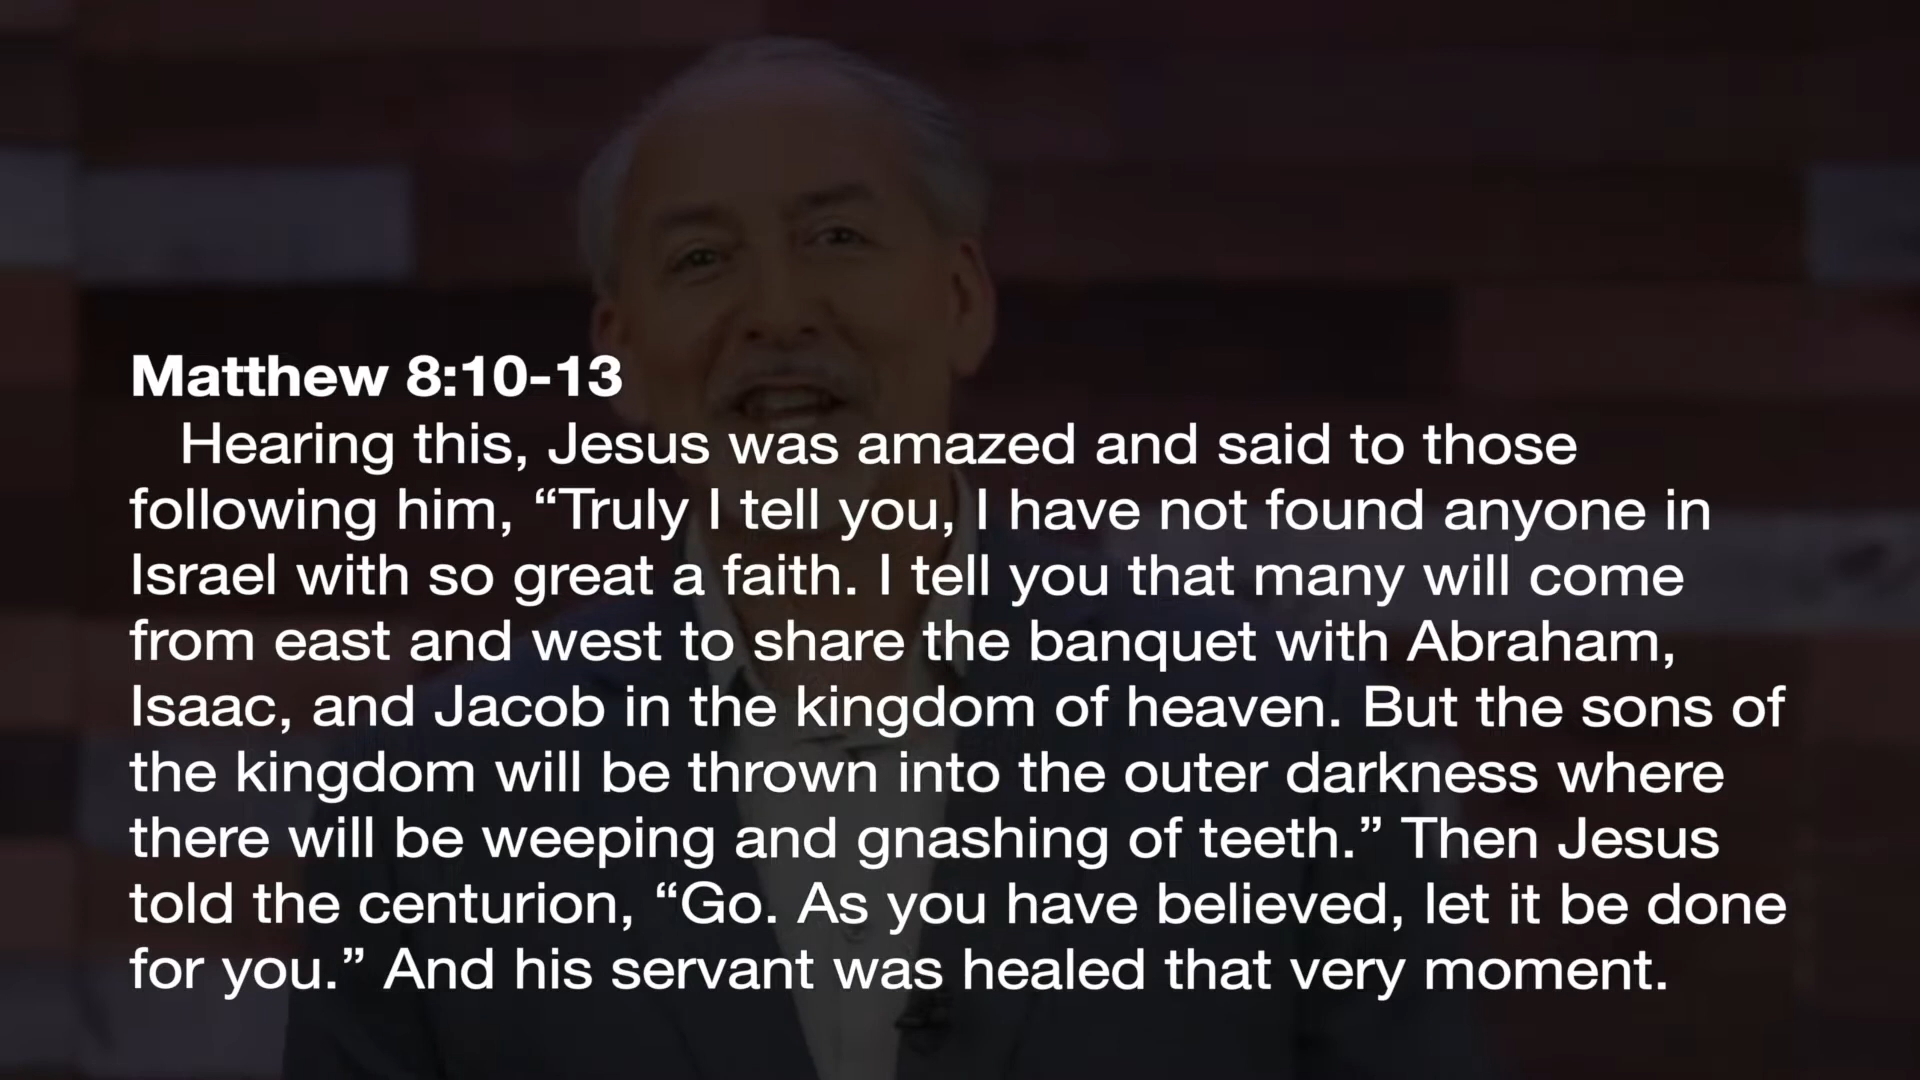 Matthew 8:10-13
Hearing this, Jesus was amazed and said to those
following him, “Truly I tell you, I have not found anyone in
Israel with so great a faith. I tell you that many will come
from east and west to share the banquet with Abraham,
Isaac, and Jacob in the kingdom of heaven. But the sons of
the kingdom will be thrown into the outer darkness where
there will be weeping and gnashing of teeth.” Then Jesus
told the centurion, “Go. As you have believed, let it be done
for you.” And his servant was healed that very moment.